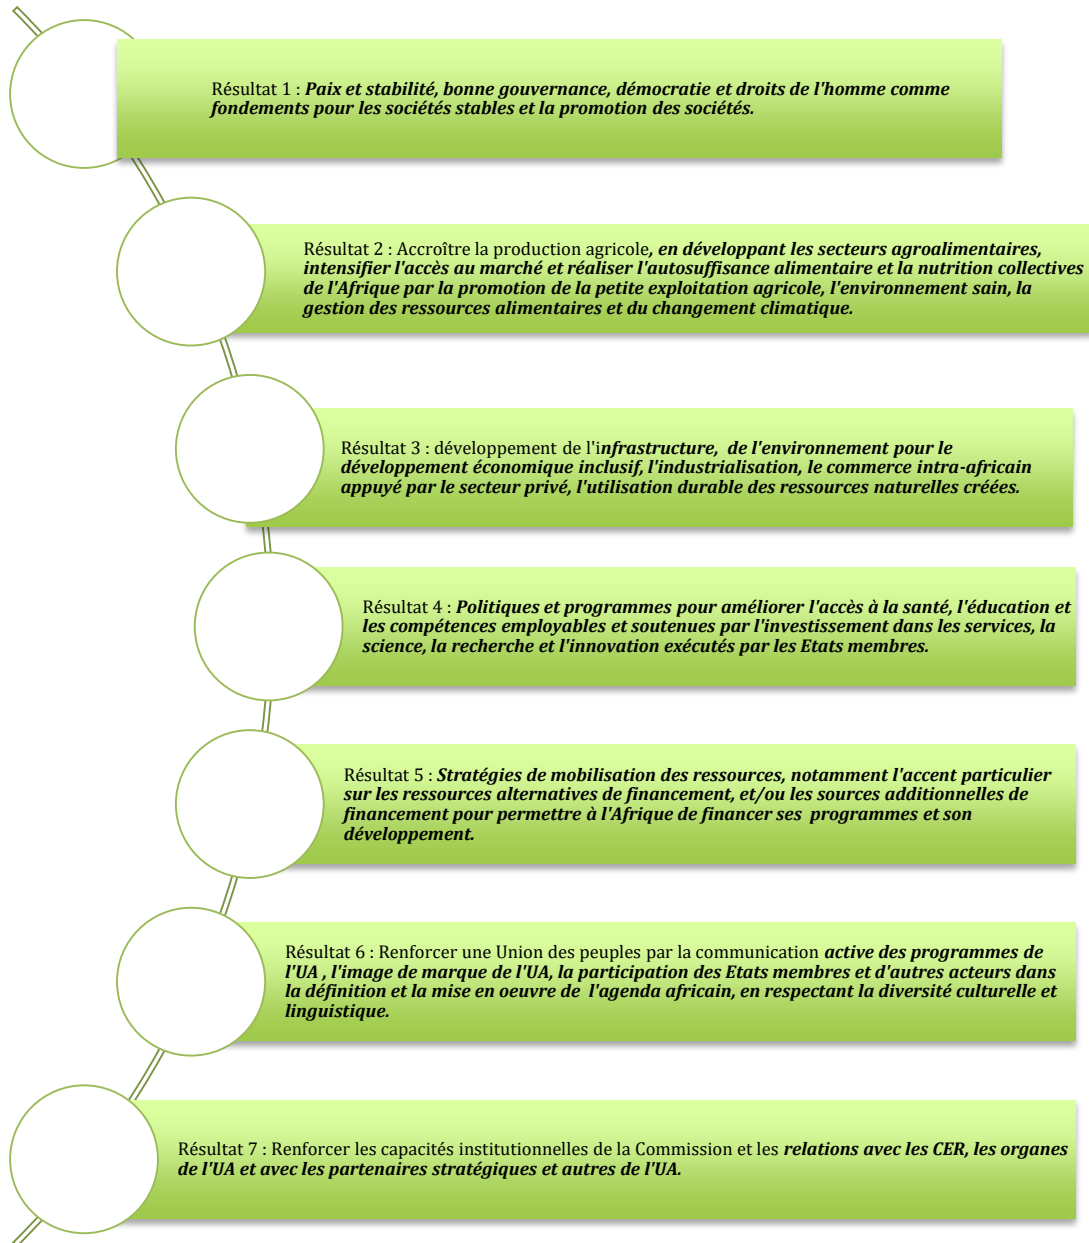 Résultat 1 : Paix et stabilité, bonne gouvernance, démocratie et droits de l'homme comme
fondements pour les sociétés stables et la promotion des sociétés.
Résultat 2 : Accroître la production agricole, en développant les secteurs agroalimentaires,
intensifier l'accès au marché et réaliser l'autosuffisance alimentaire et la nutrition collectives
de l'Afrique par la promotion de la petite exploitation agricole, l'environnement sain, la
gestion des ressources alimentaires et du changement climatique.
Résultat 3 : développement de l'infrastructure, de l'environnement pour le
développement économique inclusif, l'industrialisation, le commerce intra-africain
appuyé par le secteur privé, l'utilisation durable des ressources naturelles créées.
Résultat 4 : Politiques et programmes pour améliorer l'accès à la santé, l'éducation et
les compétences employables et soutenues par l'investissement dans les services, la
science, la recherche et l'innovation exécutés par les Etats membres.
Résultat 5 : Stratégies de mobilisation des ressources, notamment l'accent particulier
sur les ressources alternatives de financement, et/ou les sources additionnelles de
financement pour permettre à l'Afrique de financer ses programmes et son
développement.
Résultat 6 : Renforcer une Union des peuples par la communication active des programmes de
l'UA , l'image de marque de l'UA, la participation des Etats membres et d'autres acteurs dans
la définition et la mise en oeuvre de l'agenda africain, en respectant la diversité culturelle et
linguistique.
Résultat 7 : Renforcer les capacités institutionnelles de la Commission et les relations avec les CER, les organes
de l'UA et avec les partenaires stratégiques et autres de l'UA.